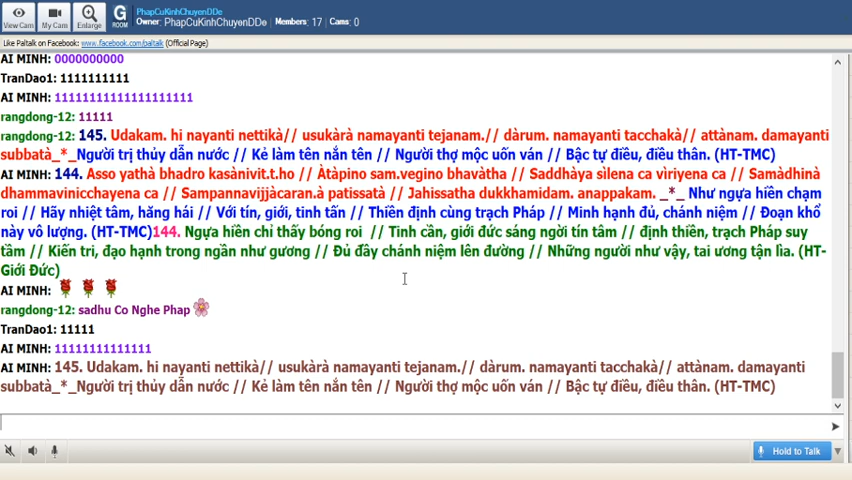 PhapCuKinhChuyenDDe
G ROOM Owner: PhapCuKinhChuyenDDe Members: 17 Cams: 0
View Cam My Cam Enlarge
Like Paltalk on Facebook: www.facebook.com/paltalk (Official Page)
AI MINH: 0000000000
TranDao1: 1111111111
AI MINH: 11111111111111111111
rangdong-12: 11111
rangdong-12: 145. Udakam. hi nayanti nettikà// usukàrà namayanti tejanam.// dàrum. namayanti tacchakà// attànam. damayanti
subbatà_*_Người trị thủy dẫn nước // Kẻ làm tên nắn tên // Người thợ mộc uốn ván // Bậc tự điều, điều thân. (HT-TMC)
AI MINH: 144. Asso yathà bhadro kasànivit.t.ho // Àtàpino sam.vegino bhavàtha // Saddhàya sìlena ca vìriyena ca // Samàdhinà
dhammavinicchayena ca // Sampannavijjàcaran.à patissatà // Jahissatha dukkhamidam. anappakam. _*_ Như ngựa hiền chạm
roi // Hãy nhiệt tâm, hăng hái // Với tín, giới, tinh tấn // Thiền định cùng trạch Pháp // Minh hạnh đủ, chánh niệm // Đoạn khổ
này vô lượng. (HT-TMC)144. Ngựa hiền chỉ thấy bóng roi // Tinh cần, giới đức sáng ngời tín tâm // định thiền, trạch Pháp suy
tầm // Kiến tri, đạo hạnh trong ngần như gương // Đủ đầy chánh niệm lên đường // Những người như vậy, tai ương tận lìa. (HT-
Giới Đức)
AI MINH:
rangdong-12: sadhu Co Nghe Phap
TranDao1: 11111
AI MINH: 1111111111111
AI MINH: 145. Udakam. hi nayanti nettikà// usukàrà namayanti tejanam.// dàrum. namayanti tacchakà// attànam. damayanti
subbatà_*_Người trị thủy dẫn nước // Kẻ làm tên nắn tên // Người thợ mộc uốn ván // Bậc tự điều, điều thân. (HT-TMC)
Hold to Talk